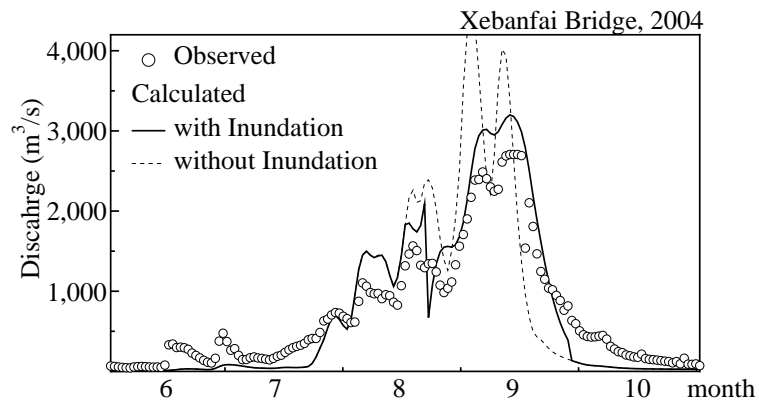 Xebanfai Bridge, 2004
4,000
Observed
Calculated
3,000
with Inundation
without Inundation
2,000
1,000
Discahrge (m³/s)
6 7 8 9 10 month